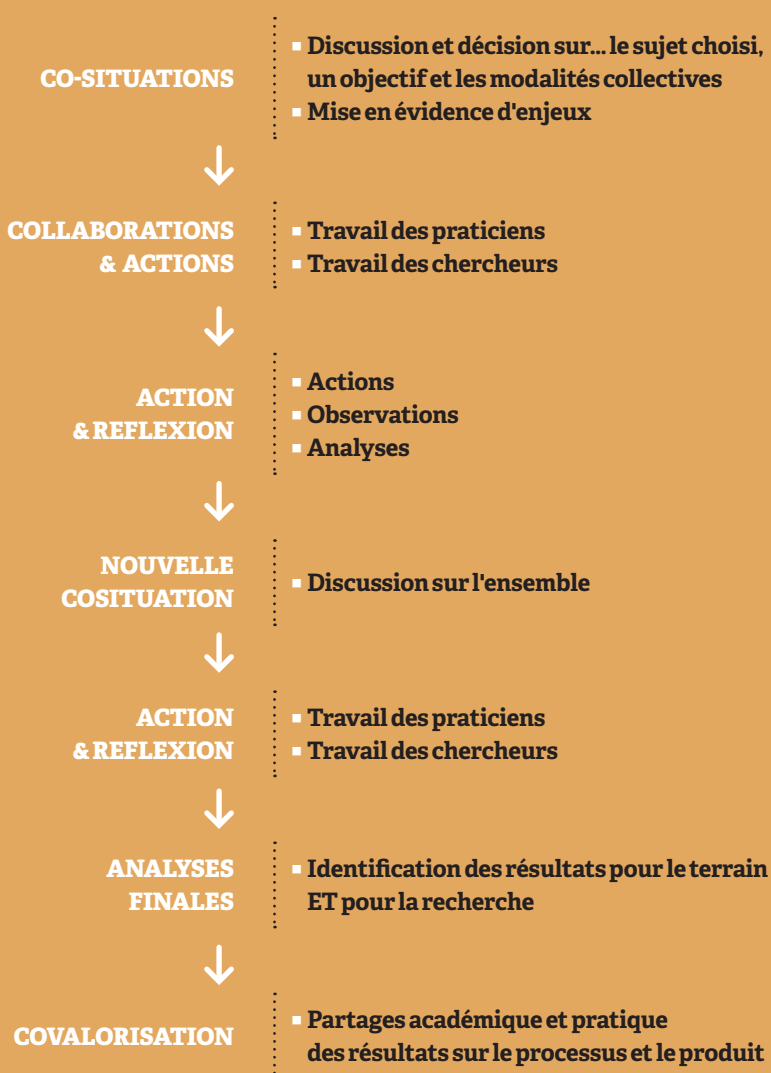 CO-SITUATIONS
▪ Discussion et décision sur... le sujet choisi,
un objectif et les modalités collectives
▪ Mise en évidence d'enjeux
COLLABORATIONS
& ACTIONS
▪ Travail des praticiens
▪ Travail des chercheurs
ACTION
& REFLEXION
▪ Actions
▪ Observations
▪ Analyses
NOUVELLE
COSITUATION
▪ Discussion sur l'ensemble
ACTION
& REFLEXION
▪ Travail des praticiens
▪ Travail des chercheurs
ANALYSES
FINALES
▪ Identification des résultats pour le terrain
ET pour la recherche
COVALORISATION
▪ Partages académique et pratique
des résultats sur le processus et le produit